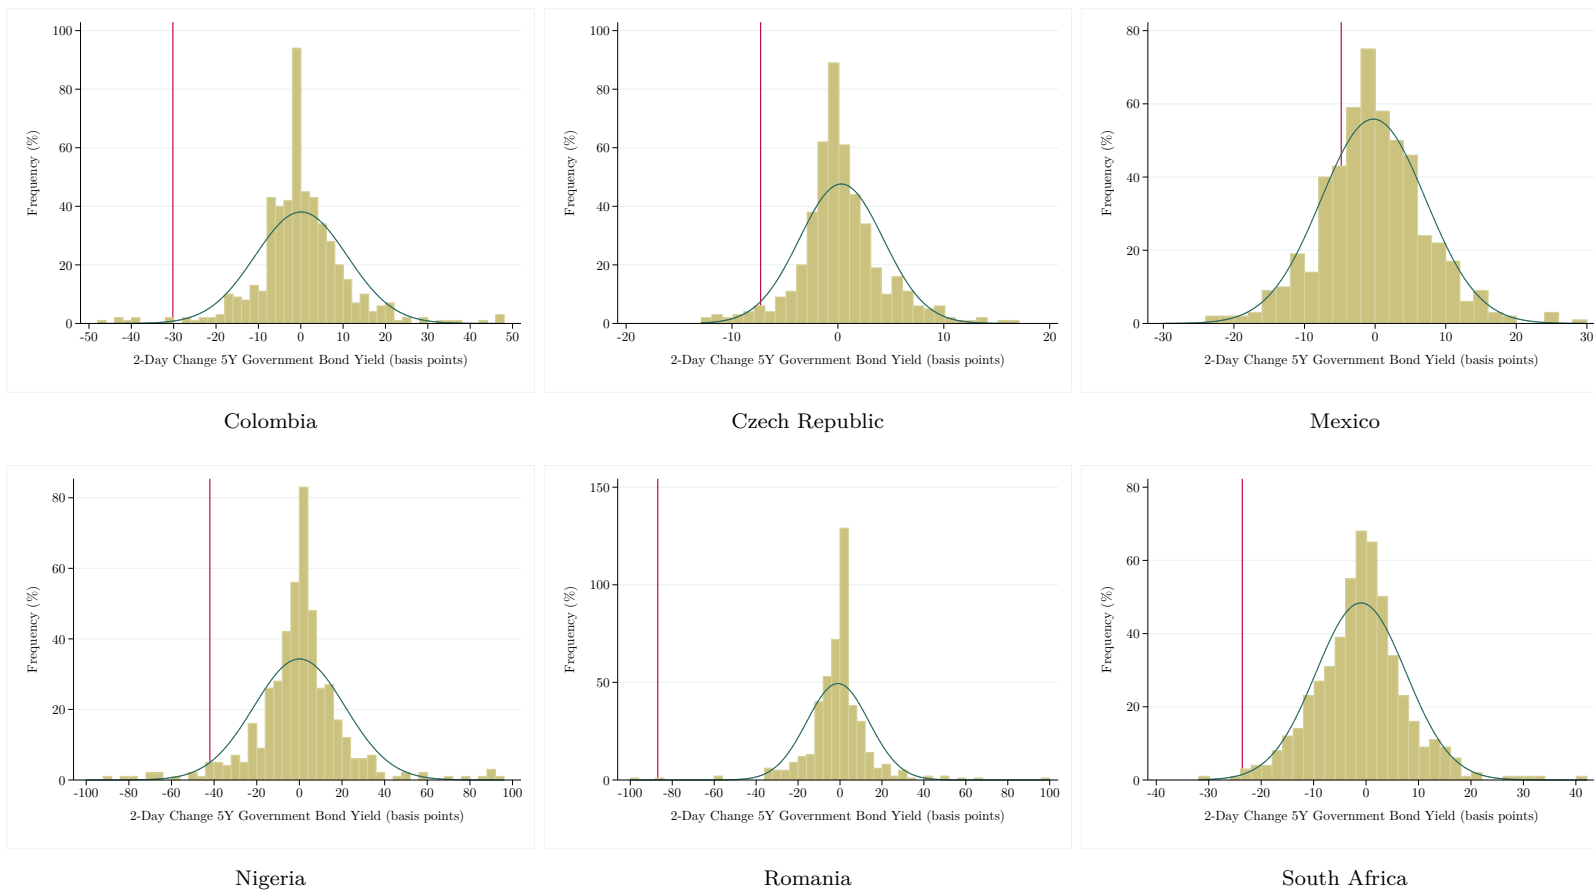 100
80
60
40
20
0
Frequency (%)
-50 -40 -30 -20 -10 0 10 20 30 40 50
2-Day Change 5Y Government Bond Yield (basis points)
Colombia
100
80
60
40
20
0
Frequency (%)
-20 -10 0 10 20
2-Day Change 5Y Government Bond Yield (basis points)
Czech Republic
80
60
40
20
0
Frequency (%)
-30 -20 -10 0 10 20 30
2-Day Change 5Y Government Bond Yield (basis points)
Mexico
80
60
40
20
0
Frequency (%)
-100 -80 -60 -40 -20 0 20 40 60 80 100
2-Day Change 5Y Government Bond Yield (basis points)
Nigeria
150
100
50
0
Frequency (%)
-100 -80 -60 -40 -20 0 20 40 60 80 100
2-Day Change 5Y Government Bond Yield (basis points)
Romania
80
60
40
20
0
Frequency (%)
-40 -30 -20 -10 0 10 20 30 40
2-Day Change 5Y Government Bond Yield (basis points)
South Africa